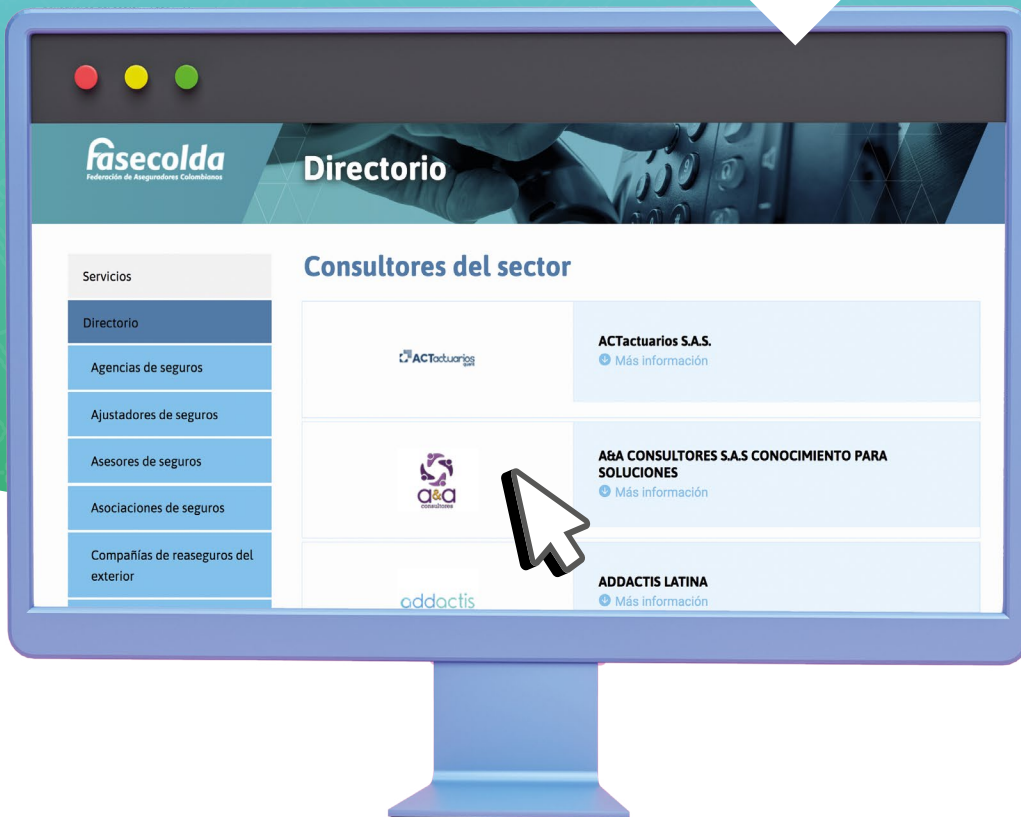 fasecolda
Federación de Aseguradores Colombianos
Directorio
Servicios
Directorio
Agencias de seguros
Ajustadores de seguros
Asesores de seguros
Asociaciones de seguros
Compañías de reaseguros del
exterior
Consultores del sector
ACTactuarios
ACTactuarios S.A.S.
Más información
a&a
consultores
A&A CONSULTORES S.A.S CONOCIMIENTO PARA
SOLUCIONES
Más información
addactis
ADDACTIS LATINA
Más información